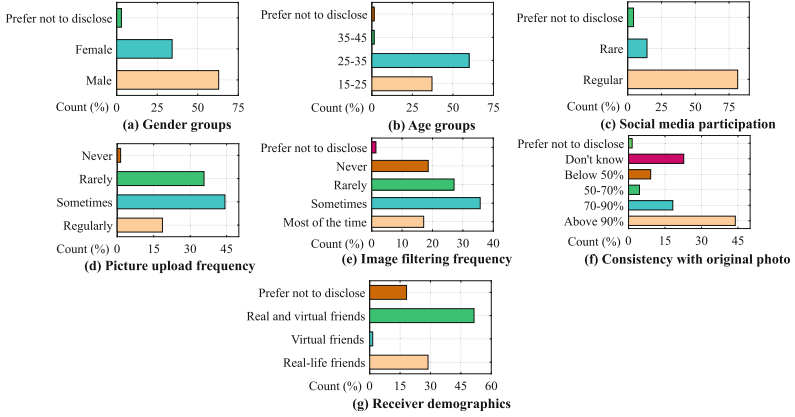 Prefer not to disclose
Female
Male
Count (%) 0 25 50 75
(a) Gender groups
Prefer not to disclose
35-45
25-35
15-25
Count (%) 0 25 50 75
(b) Age groups
Prefer not to disclose
Rare
Regular
Count (%) 0 25 50 75
(c) Social media participation
Never
Rarely
Sometimes
Regularly
Count (%) 0 15 30 45
(d) Picture upload frequency
Prefer not to disclose
Never
Rarely
Sometimes
Most of the time
Count (%) 0 10 20 30 40
(e) Image filtering frequency
Prefer not to disclose
Don't know
Below 50%
50-70%
70-90%
Above 90%
Count (%) 0 15 30 45
(f) Consistency with original photo
Prefer not to disclose
Real and virtual friends
Virtual friends
Real-life friends
Count (%) 0 15 30 45 60
(g) Receiver demographics